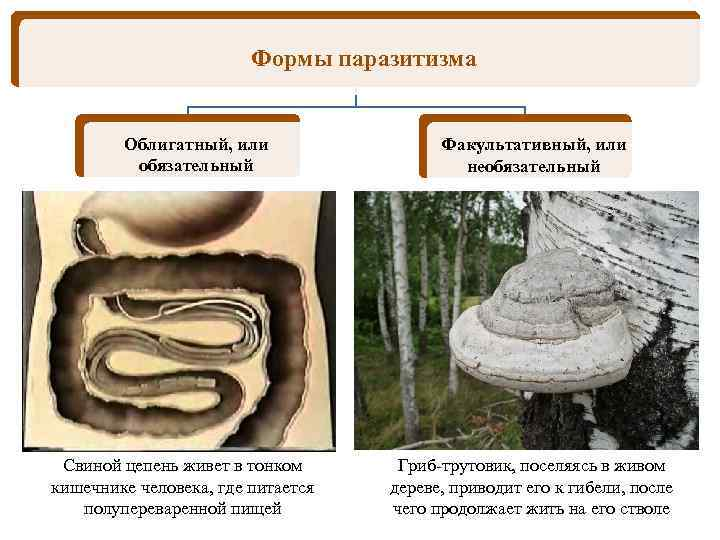 Формы паразитизма
Облигатный, или
обязательный
Факультативный, или
необязательный
Свиной цепень живет в тонком
кишечнике человека, где питается
полупереваренной пищей
Гриб-трутовик, поселяясь в живом
дереве, приводит его к гибели, после
чего продолжает жить на его стволе